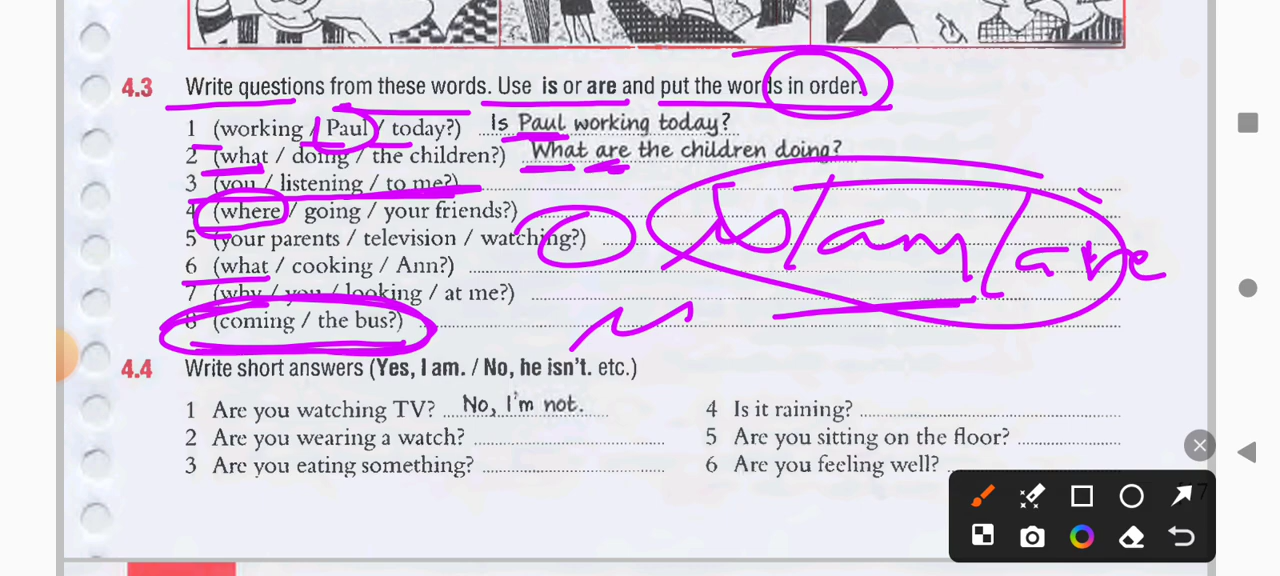 4.3 Write questions from these words. Use is or are and put the words in order.
1 (working / Paul / today?) Is Paul working today?
2 (what / doing / the children?) What are the children doing?
3 (you / listening / to me?)
4 (where / going / your friends?)
5 (your parents / television / watching?)
6 (what / cooking / Ann?)
7 (why / you / looking / at me?)
8 (coming / the bus?)
is/am/are
4.4 Write short answers (Yes, I am. / No, he isn't. etc.)
1 Are you watching TV? No, I'm not.
2 Are you wearing a watch?
3 Are you eating something?
4 Is it raining?
5 Are you sitting on the floor?
6 Are you feeling well?